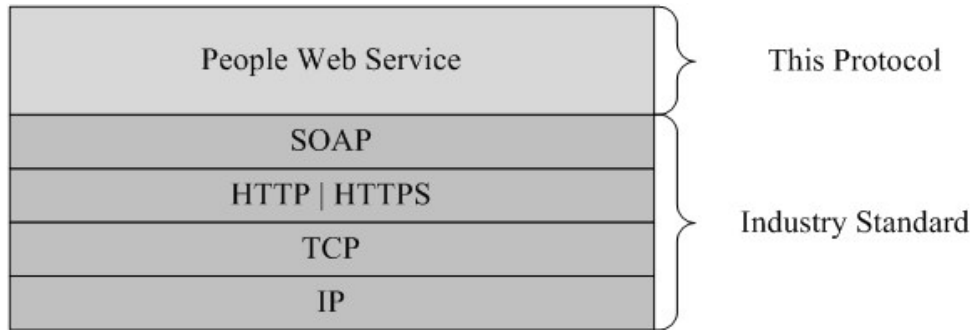 People Web Service
This Protocol
SOAP
HTTP | HTTPS
TCP
IP
Industry Standard